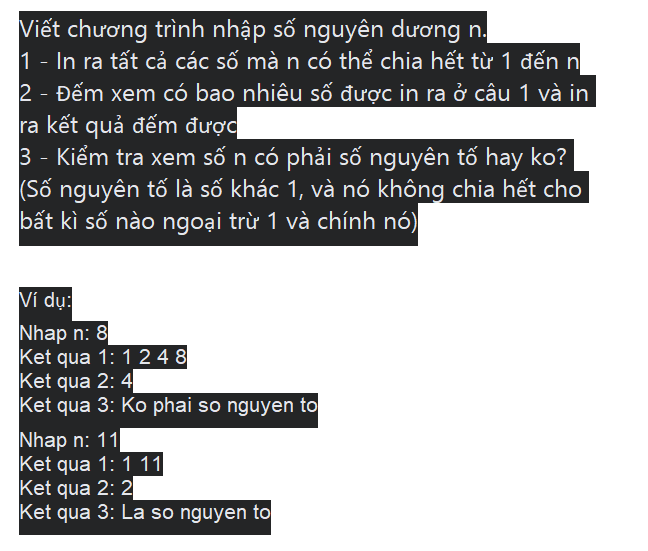 Viết chương trình nhập số nguyên dương n.
1 - In ra tất cả các số mà n có thể chia hết từ 1 đến n
2 - Đếm xem có bao nhiêu số được in ra ở câu 1 và in
ra kết quả đếm được
3 - Kiểm tra xem số n có phải số nguyên tố hay ko?
(Số nguyên tố là số khác 1, và nó không chia hết cho
bất kì số nào ngoại trừ 1 và chính nó)
Ví dụ:
Nhap n: 8
Ket qua 1: 1 2 4 8
Ket qua 2: 4
Ket qua 3: Ko phai so nguyen to
Nhap n: 11
Ket qua 1: 1 11
Ket qua 2: 2
Ket qua 3: La so nguyen to